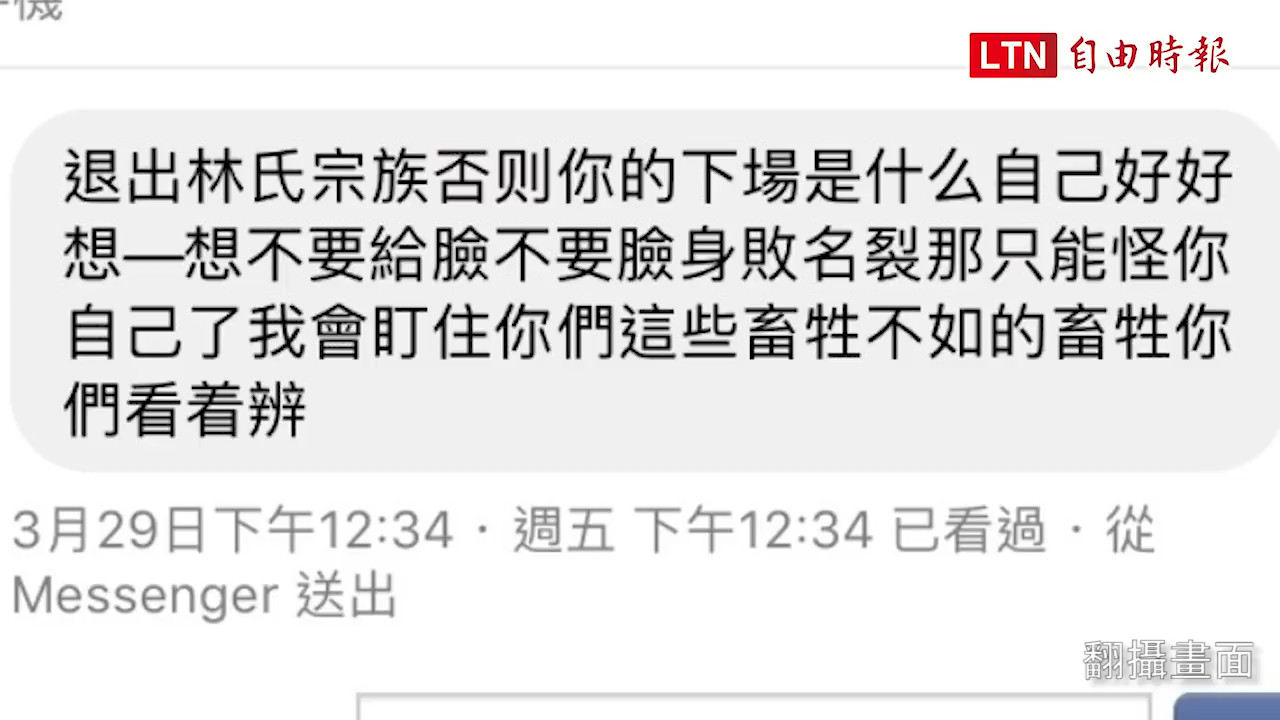 LTN 自由時報
退出林氏宗族否则你的下場是什么自己好好
想—想不要給臉不要臉身敗名裂那只能怪你
自己了我會盯住你們這些畜牲不如的畜牲你
們看着辨
3月29日下午12:34 · 週五 下午12:34 已看過 · 從
Messenger 送出
翻攝畫面